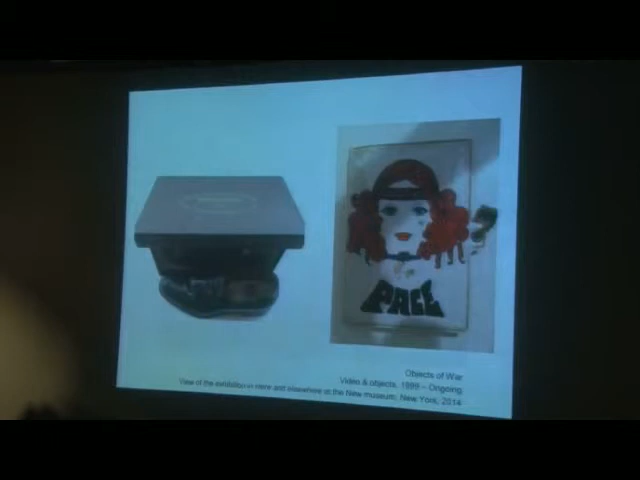 PACE
Objects of War
Video & objects, 1999 – Ongoing
View of the exhibition in Here and elsewhere at the New museum, New York, 2014